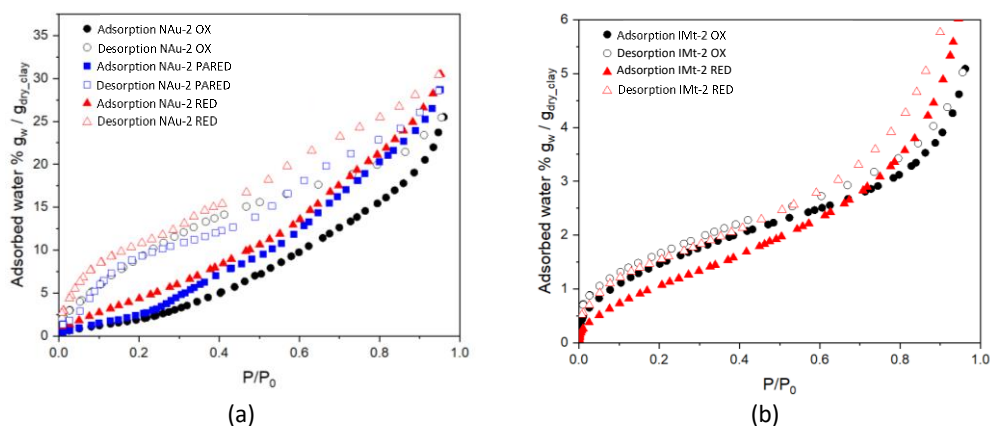 Adsorbed water % g_w / g_dry_clay
35
30
25
20
15
10
5
0
Adsorption NAu-2 OX
Desorption NAu-2 OX
Adsorption NAu-2 PARED
Desorption NAu-2 PARED
Adsorption NAu-2 RED
Desorption NAu-2 RED
0.0 0.2 0.4 0.6 0.8 1.0
P/P₀
(a)
Adsorbed water % g_w / g_dry_clay
6
5
4
3
2
1
0
Adsorption IMt-2 OX
Desorption IMt-2 OX
Adsorption IMt-2 RED
Desorption IMt-2 RED
0.0 0.2 0.4 0.6 0.8 1.0
P/P₀
(b)